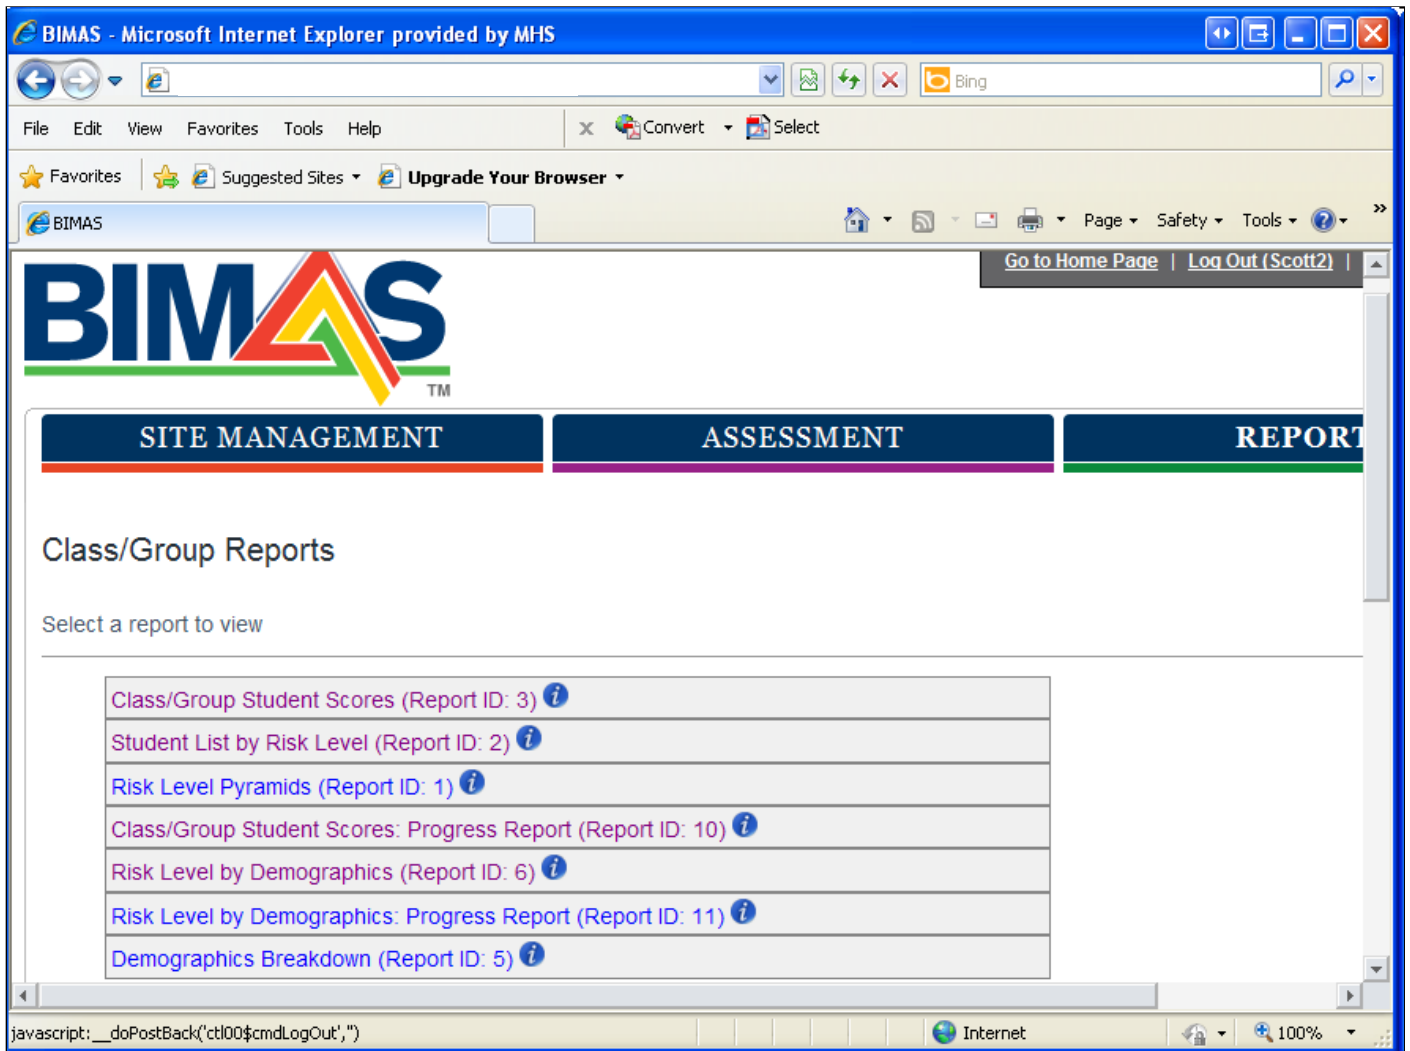 BIMAS - Microsoft Internet Explorer provided by MHS
Bing
File Edit View Favorites Tools Help x Convert Select
Favorites Suggested Sites Upgrade Your Browser
BIMAS Page Safety Tools »
Go to Home Page | Log Out (Scott2) |
BIMAS
TM
SITE MANAGEMENT ASSESSMENT REPORT
Class/Group Reports
Select a report to view
Class/Group Student Scores (Report ID: 3)
Student List by Risk Level (Report ID: 2)
Risk Level Pyramids (Report ID: 1)
Class/Group Student Scores: Progress Report (Report ID: 10)
Risk Level by Demographics (Report ID: 6)
Risk Level by Demographics: Progress Report (Report ID: 11)
Demographics Breakdown (Report ID: 5)
javascript:__doPostBack('ctl00$cmdLogOut','') Internet 100%